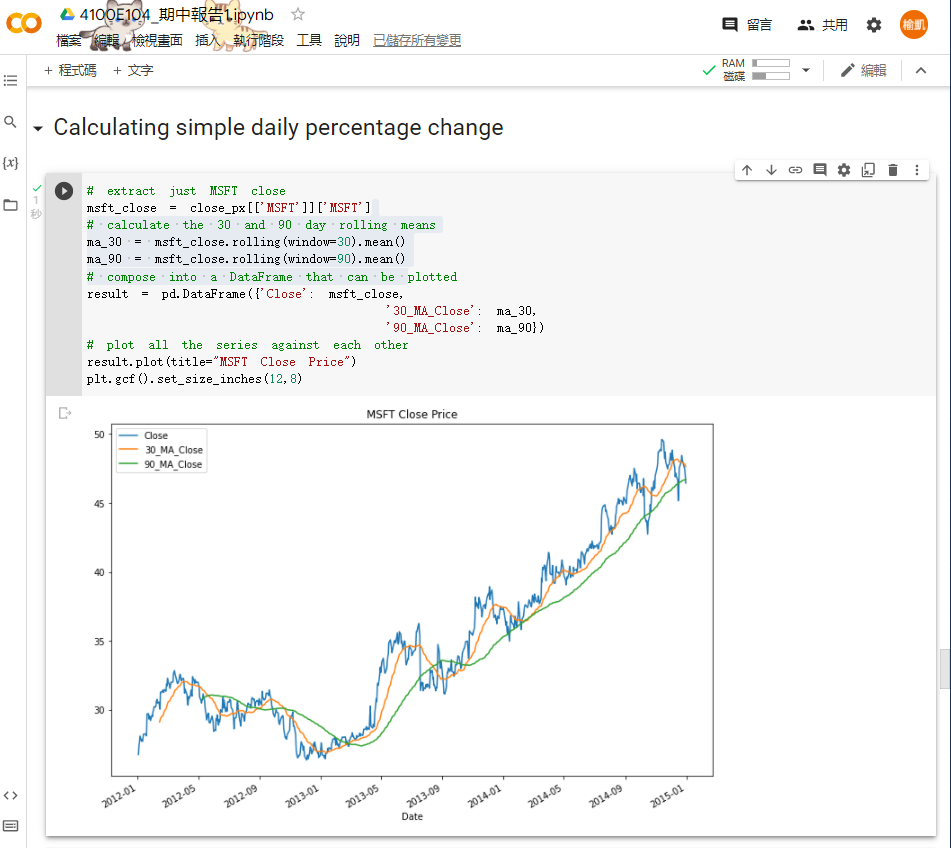 4100E104_期中報告1.ipynb
檔案 編輯 檢視畫面 插入 執行階段 工具 說明 已儲存所有變更
留言 共用 榆凱
+ 程式碼 + 文字
RAM
磁碟
編輯
{x}
Calculating simple daily percentage change
1
秒
# extract just MSFT close
msft_close = close_px[['MSFT']]['MSFT']
# calculate the 30 and 90 day rolling means
ma_30 = msft_close.rolling(window=30).mean()
ma_90 = msft_close.rolling(window=90).mean()
# compose into a DataFrame that can be plotted
result = pd.DataFrame({'Close': msft_close,
'30_MA_Close': ma_30,
'90_MA_Close': ma_90})
# plot all the series against each other
result.plot(title="MSFT Close Price")
plt.gcf().set_size_inches(12,8)
MSFT Close Price
Close
30_MA_Close
90_MA_Close
50
45
40
35
30
2012-01 2012-05 2012-09 2013-01 2013-05 2013-09 2014-01 2014-05 2014-09 2015-01
Date